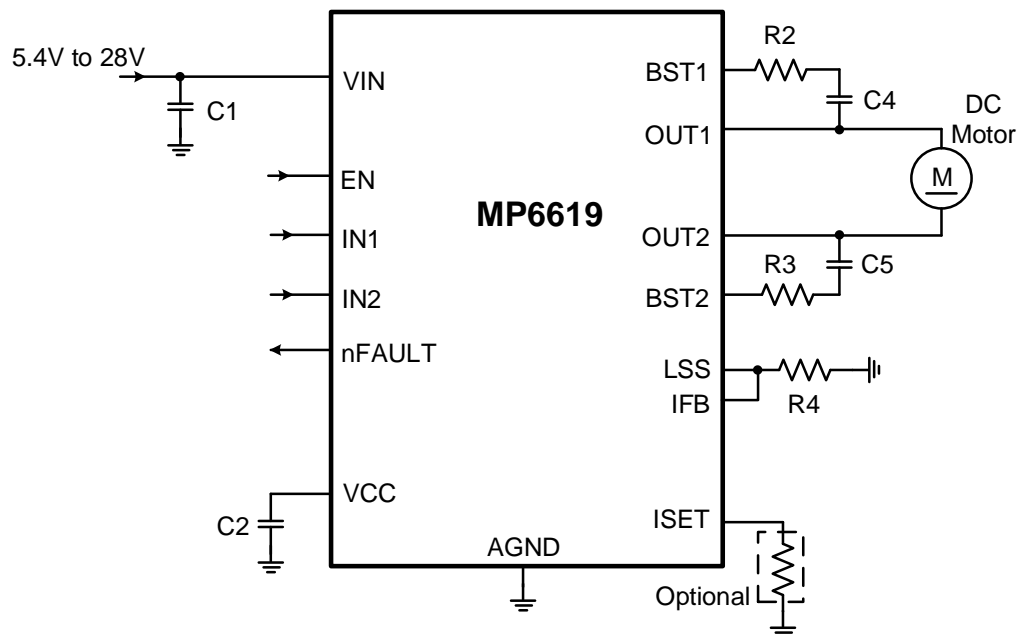 5.4V to 28V
C1
VIN
EN
IN1
IN2
nFAULT
VCC
C2
MP6619
AGND
BST1
R2
C4
OUT1
DC
Motor
M
OUT2
C5
R3
BST2
LSS
IFB
R4
ISET
Optional